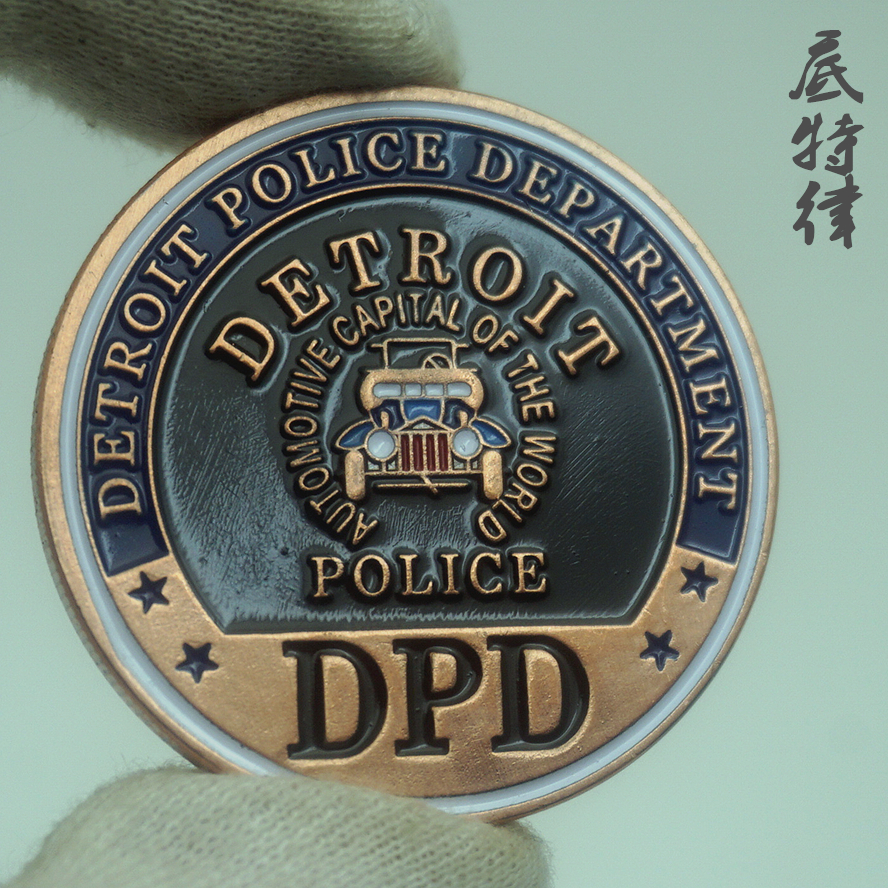 DETROIT POLICE DEPARTMENT
DETROIT
AUTOMOTIVE CAPITAL OF THE WORLD
POLICE
DPD
底特律